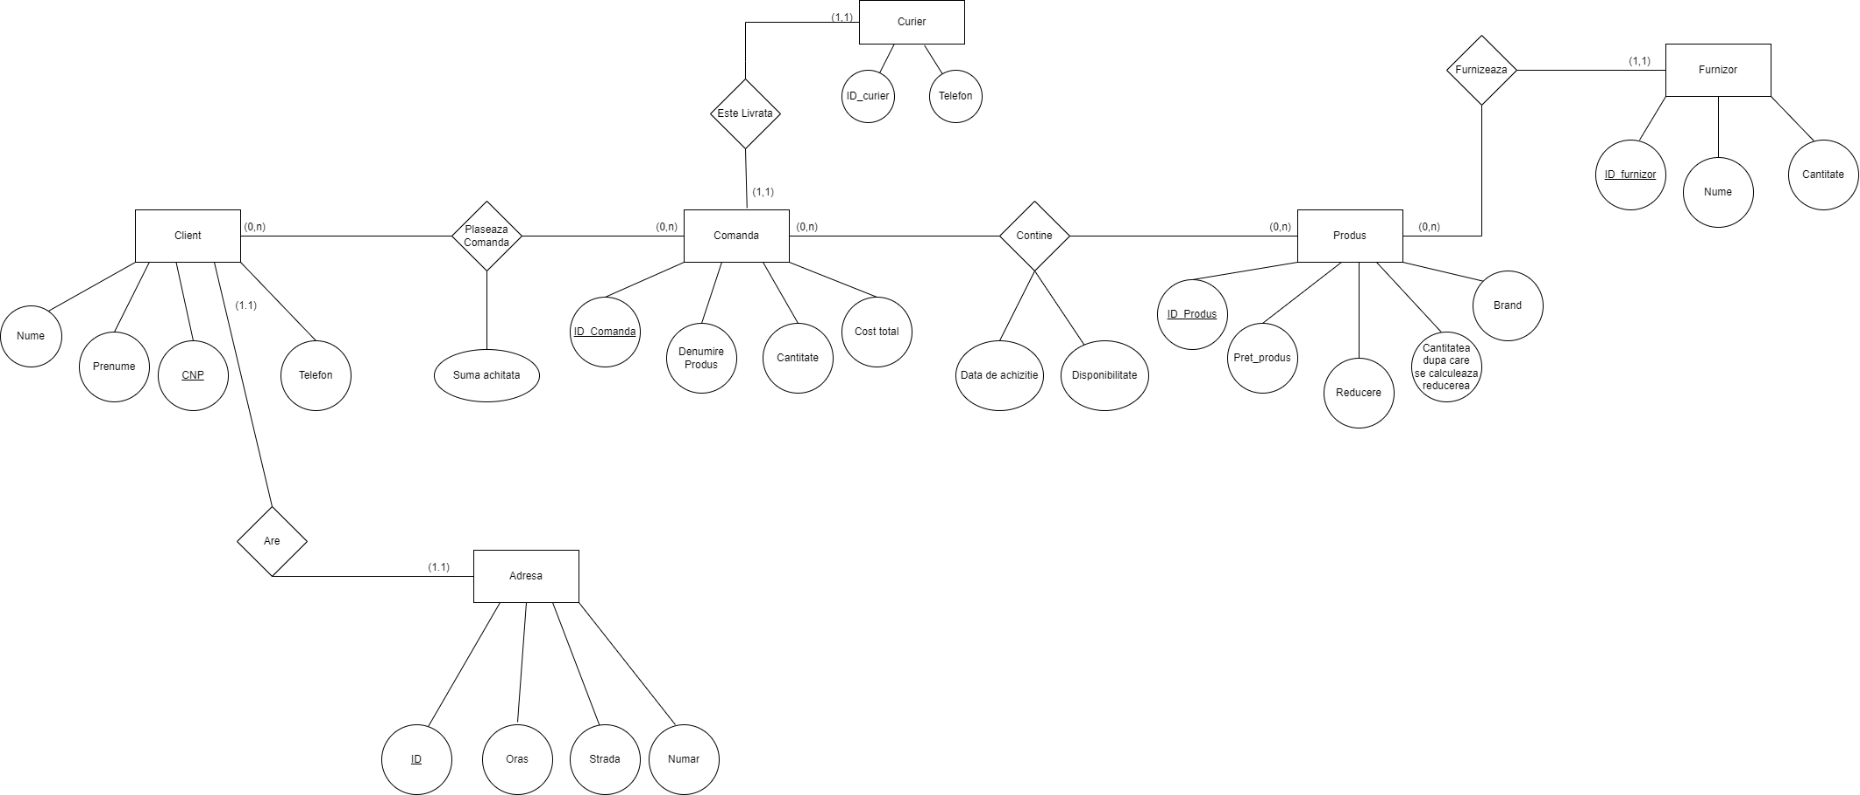 (1,1)
Curier
ID_curier
Telefon
Este Livrata
(1,1)
Furnizeaza
(1,1)
Furnizor
ID_furnizor
Nume
Cantitate
Client
(0,n)
Plaseaza
Comanda
(0,n)
Comanda
(0,n)
Contine
(0,n)
Produs
(0,n)
Nume
Prenume
CNP
(1.1)
Telefon
Suma achitata
ID_Comanda
Denumire
Produs
Cantitate
Cost total
Data de achizitie
Disponibilitate
ID_Produs
Pret_produs
Reducere
Cantitatea
dupa care
se calculeaza
reducerea
Brand
Are
(1.1)
Adresa
ID
Oras
Strada
Numar